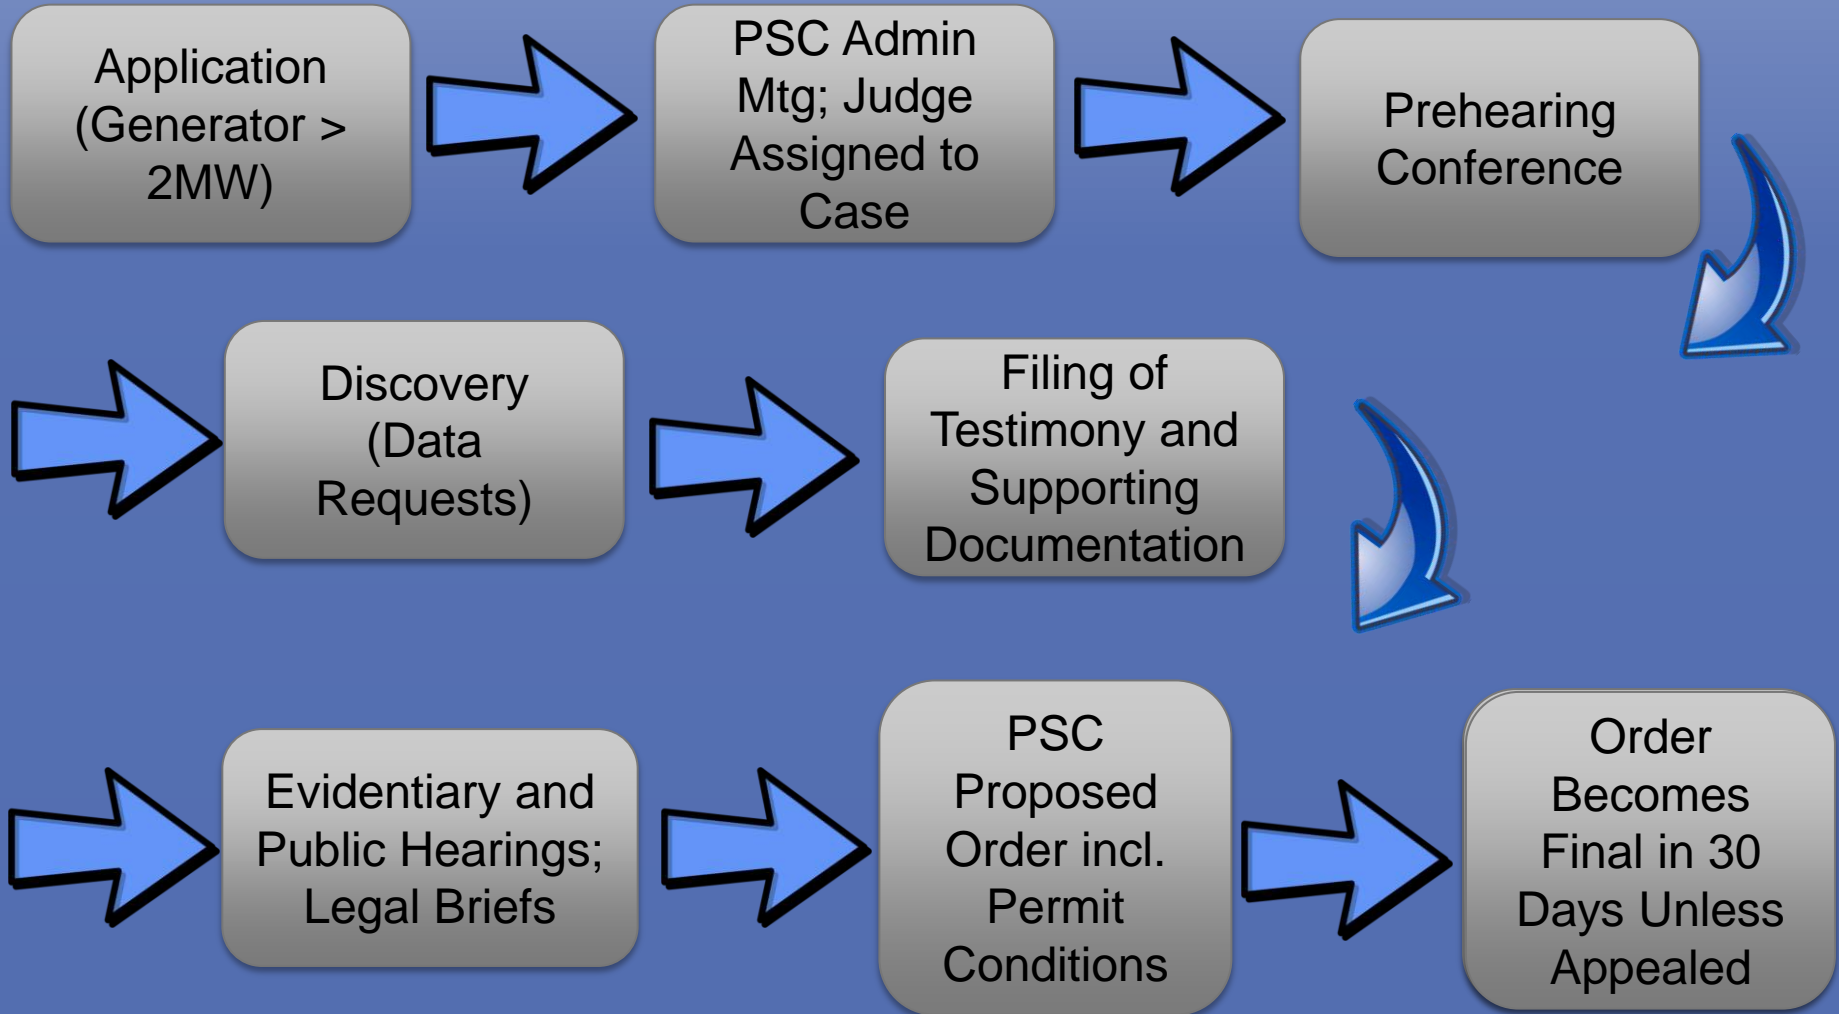 Application
(Generator >
2MW)
PSC Admin
Mtg; Judge
Assigned to
Case
Prehearing
Conference
Discovery
(Data
Requests)
Filing of
Testimony and
Supporting
Documentation
Evidentiary and
Public Hearings;
Legal Briefs
PSC
Proposed
Order incl.
Permit
Conditions
Order
Becomes
Final in 30
Days Unless
Appealed